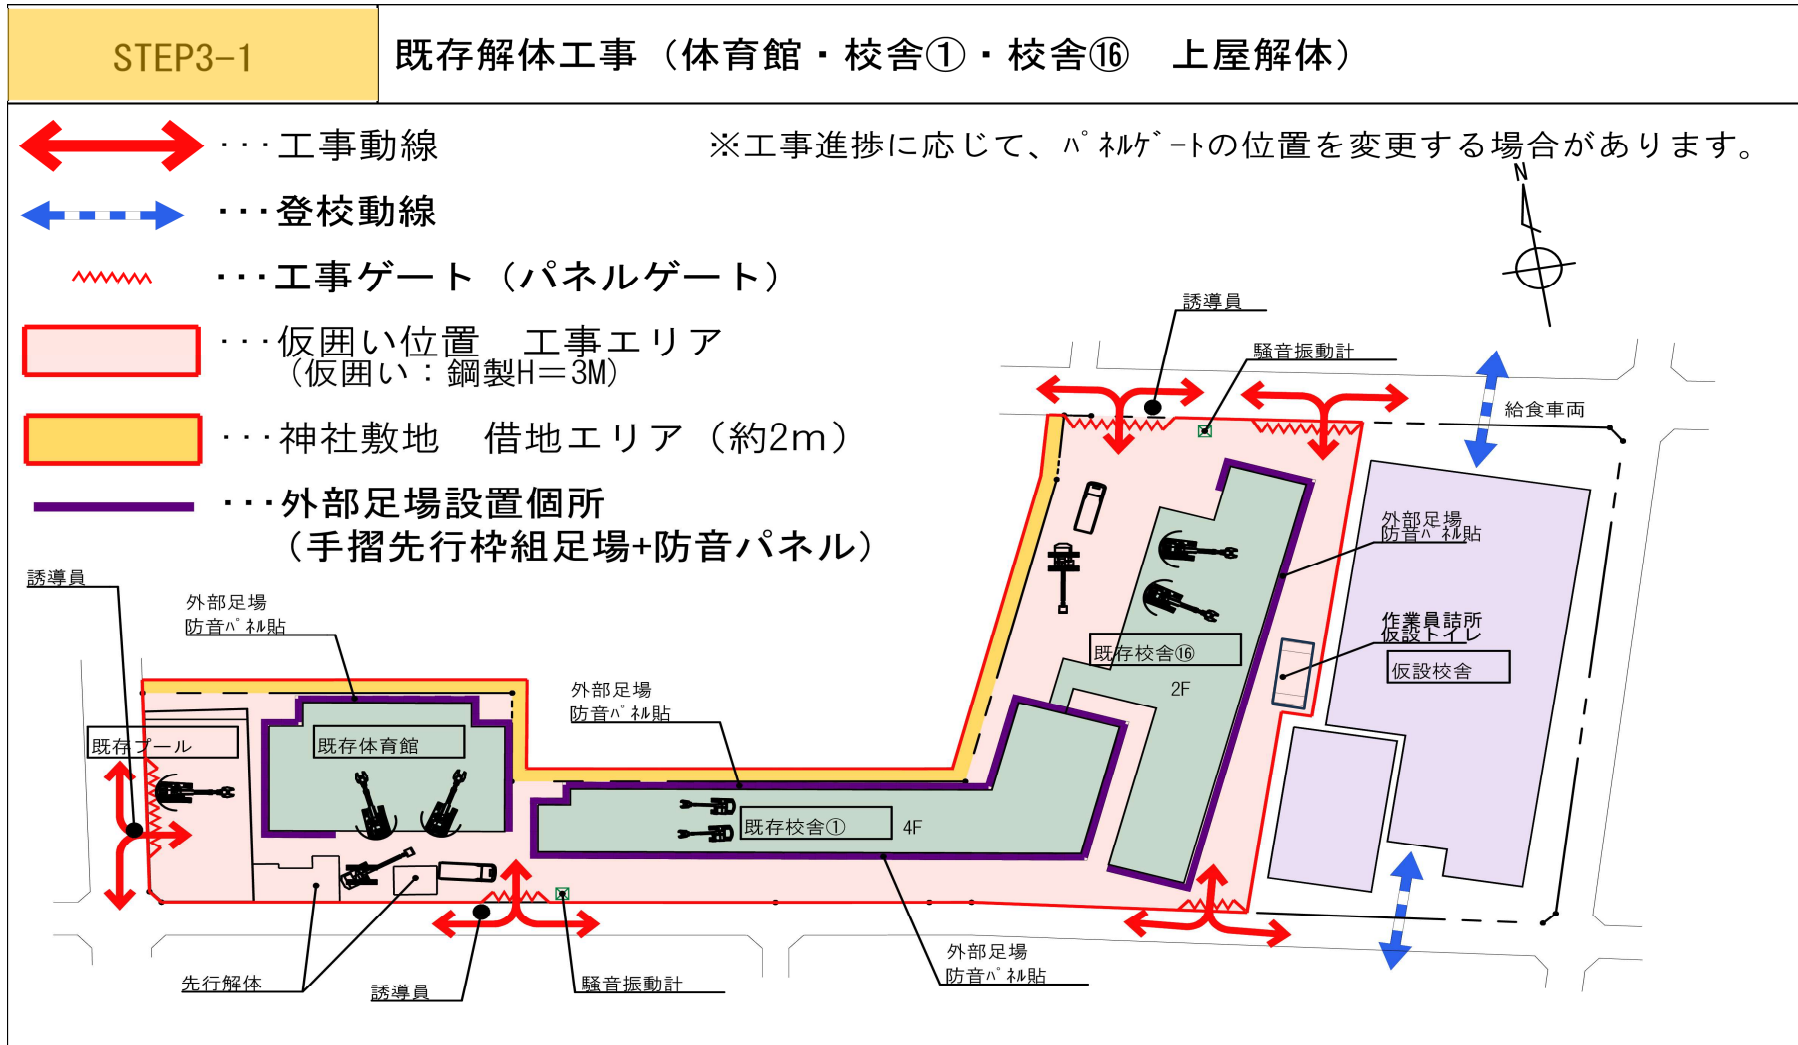 STEP3-1
既存解体工事（体育館・校舎①・校舎⑯　上屋解体）
･･･工事動線
※工事進捗に応じて、ﾊﾟﾈﾙｹﾞｰﾄの位置を変更する場合があります。
･･･登校動線
･･･工事ゲート（パネルゲート）
･･･仮囲い位置　工事エリア
（仮囲い：鋼製H＝3M）
･･･神社敷地　借地エリア（約2m）
･･･外部足場設置個所
（手摺先行枠組足場+防音パネル）
N
誘導員
騒音振動計
給食車両
外部足場
防音ﾊﾟﾈﾙ貼
作業員詰所
仮設トイレ
仮設校舎
既存校舎⑯
2F
誘導員
外部足場
防音ﾊﾟﾈﾙ貼
外部足場
防音ﾊﾟﾈﾙ貼
既存プール
既存体育館
既存校舎①
4F
先行解体
誘導員
騒音振動計
外部足場
防音ﾊﾟﾈﾙ貼